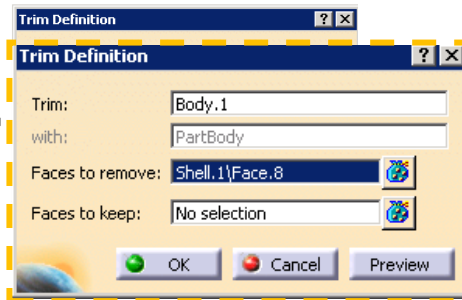 Trim Definition
Trim Definition
Trim: Body.1
with: PartBody
Faces to remove: Shell.1\Face.8
Faces to keep: No selection
OK Cancel Preview